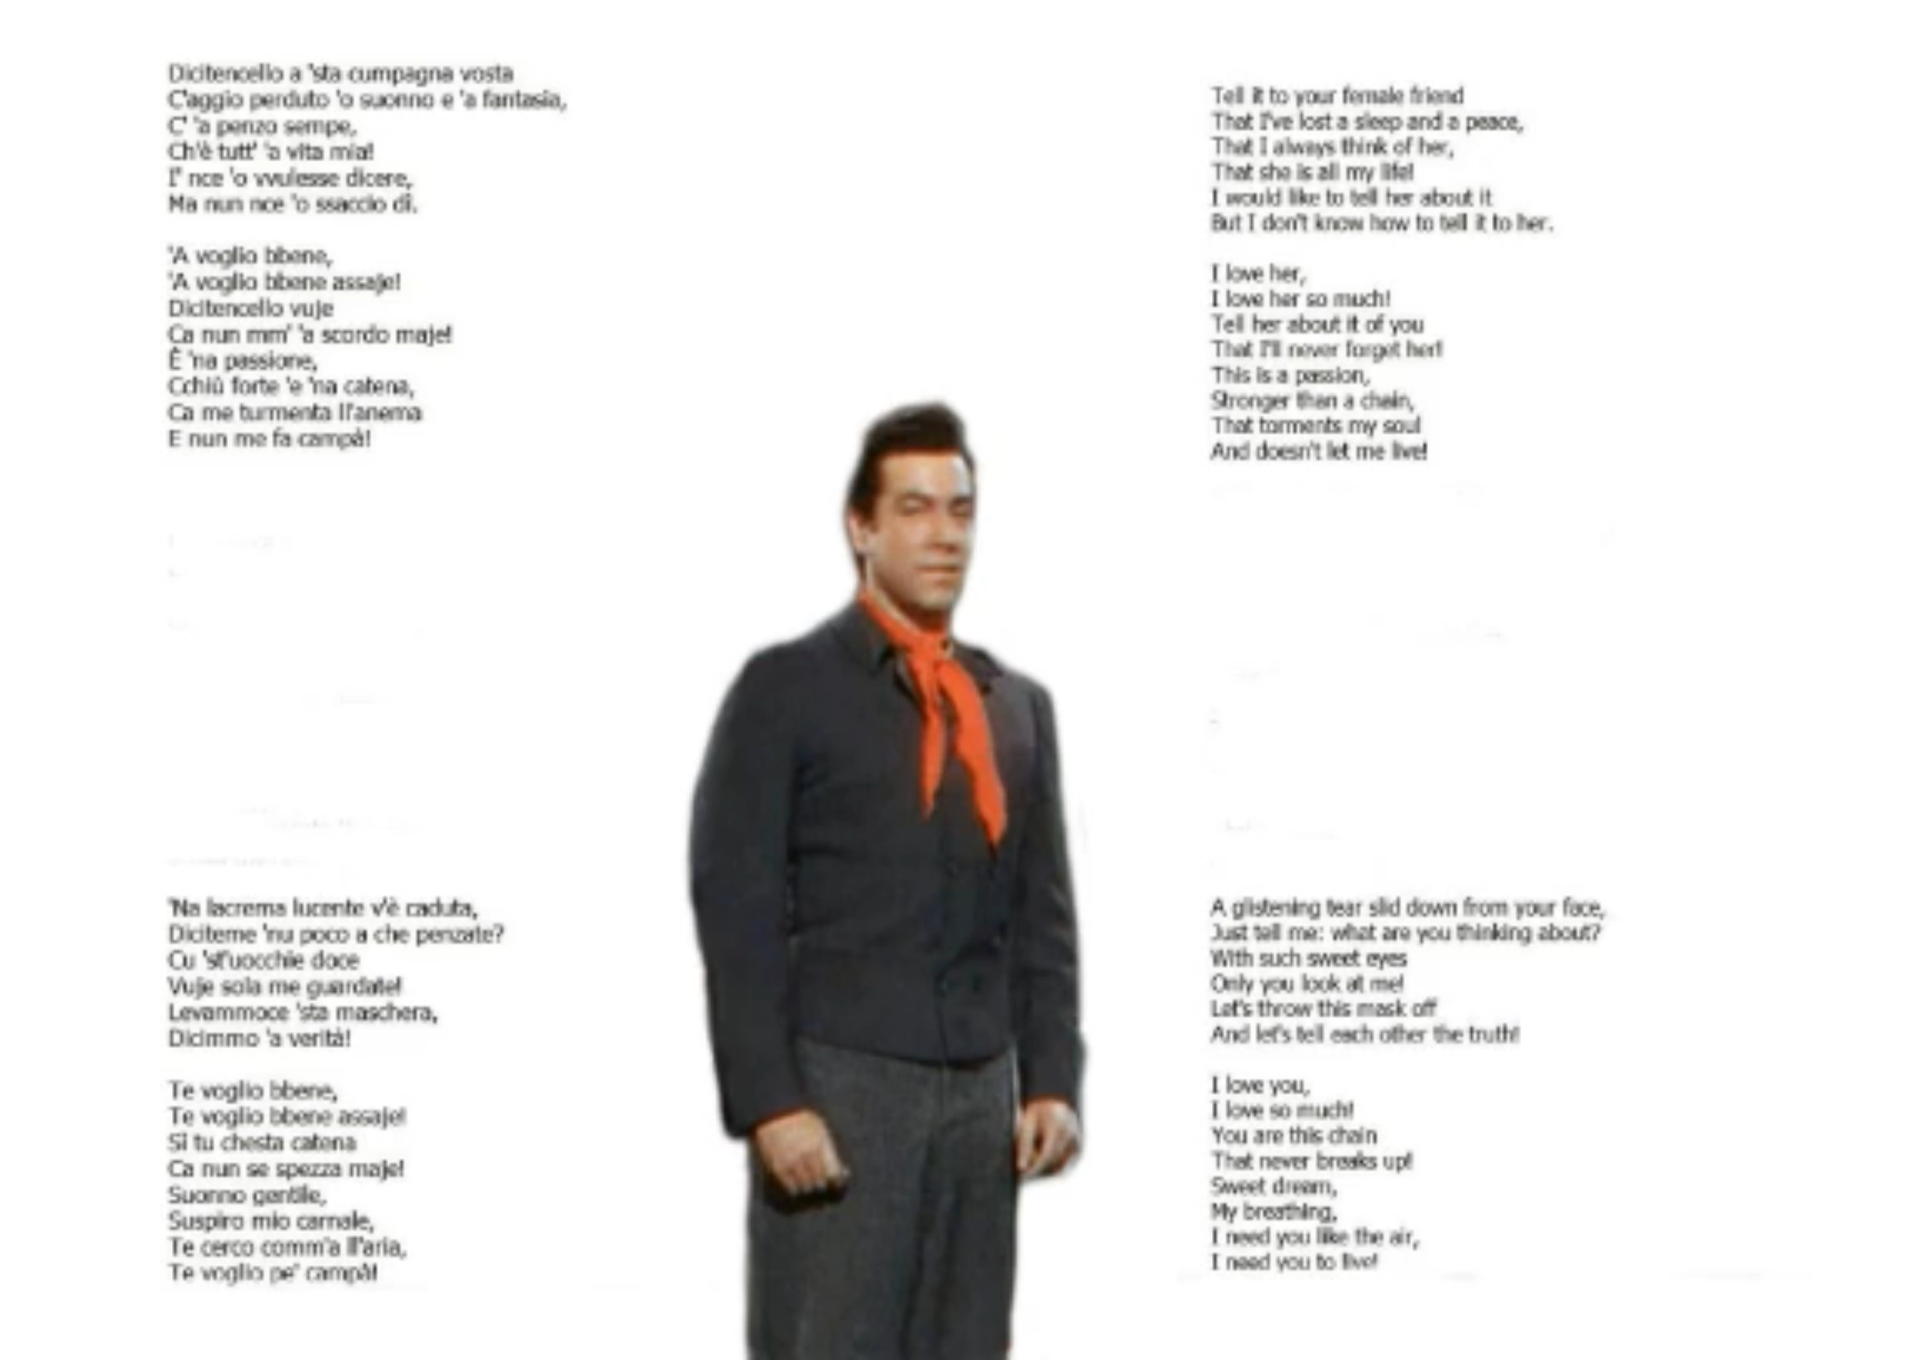 Dicitencello a 'sta cumpagna vosta
C'aggio perduto 'o suonno e 'a fantasia,
C' 'a penzo sempe,
Ch'è tutt' 'a vita mia!
I' nce 'o vvulesse dicere,
Ma nun nce 'o ssaccio dì.
'A voglio bbene,
'A voglio bbene assaje!
Dicitencello vuje
Ca nun mm' 'a scordo maje!
È 'na passione,
Cchiù forte 'e 'na catena,
Ca me turmenta ll'anema
E nun me fa campà!
'Na lacrema lucente v'è caduta,
Diciteme 'nu poco a che penzate?
Cu 'st'uocchie doce
Vuje sola me guardate!
Levammoce 'sta maschera,
Dicimmo 'a verità!
Te voglio bbene,
Te voglio bbene assaje!
Sì tu chesta catena
Ca nun se spezza maje!
Suonno gentile,
Suspiro mio carnale,
Te cerco comm'a ll'aria,
Te voglio pe' campà!
Tell it to your female friend
That I've lost a sleep and a peace,
That I always think of her,
That she is all my life!
I would like to tell her about it
But I don't know how to tell it to her.
I love her,
I love her so much!
Tell her about it of you
That I'll never forget her!
This is a passion,
Stronger than a chain,
That torments my soul
And doesn't let me live!
A glistening tear slid down from your face,
Just tell me: what are you thinking about?
With such sweet eyes
Only you look at me!
Let's throw this mask off
And let's tell each other the truth!
I love you,
I love so much!
You are this chain
That never breaks up!
Sweet dream,
My breathing,
I need you like the air,
I need you to live!